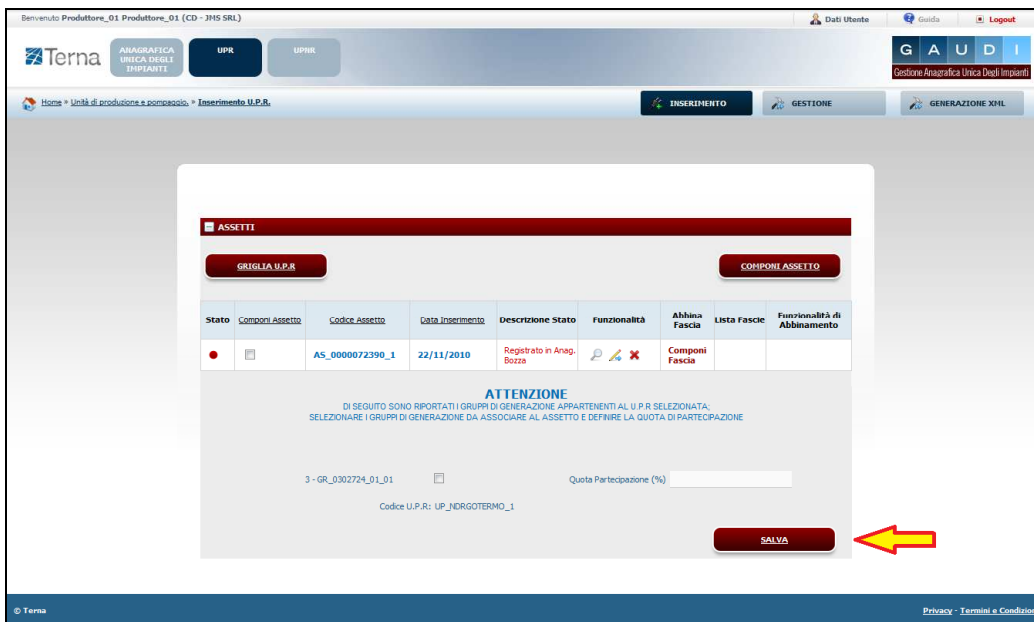 Benvenuto Produttore_01 Produttore_01 (CD - JMS SRL)
Dati Utente
Guida
Logout
Terna
ANAGRAFICA
UNICA DEGLI
IMPIANTI
UPR
UPNR
G A U D I
Gestione Anagrafica Unica Degli Impianti
Home » Unità di produzione e pompaggio. » Inserimento U.P.R.
INSERIMENTO
GESTIONE
GENERAZIONE XML
ASSETTI
GRIGLIA U.P.R
COMPONI ASSETTO
Stato
Componi Assetto
Codice Assetto
Data Inserimento
Descrizione Stato
Funzionalità
Abbina
Fascia
Lista Fascie
Funzionalità di
Abbinamento
AS_0000072390_1
22/11/2010
Registrato in Anag.
Bozza
Componi
Fascia
ATTENZIONE
DI SEGUITO SONO RIPORTATI I GRUPPI DI GENERAZIONE APPARTENENTI AL U.P.R SELEZIONATA;
SELEZIONARE I GRUPPI DI GENERAZIONE DA ASSOCIARE AL ASSETTO E DEFINIRE LA QUOTA DI PARTECIPAZIONE
3 - GR_0302724_01_01
Quota Partecipazione (%)
Codice U.P.R: UP_NDRGOTERMO_1
SALVA
© Terna
Privacy - Termini e Condizion